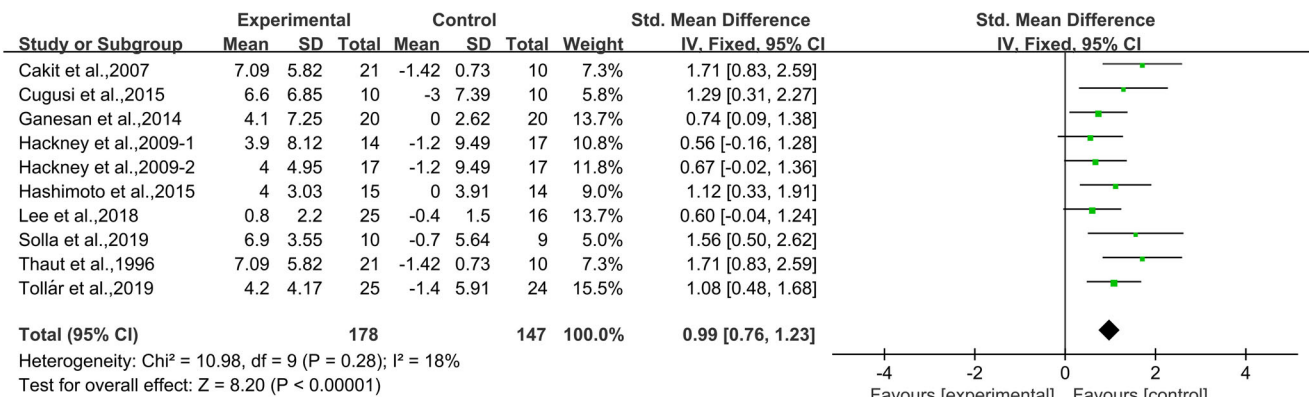 Experimental Control Std. Mean Difference Std. Mean Difference
Study or Subgroup Mean SD Total Mean SD Total Weight IV, Fixed, 95% CI IV, Fixed, 95% CI
Cakit et al.,2007 7.09 5.82 21 -1.42 0.73 10 7.3% 1.71 [0.83, 2.59]
Cugusi et al.,2015 6.6 6.85 10 -3 7.39 10 5.8% 1.29 [0.31, 2.27]
Ganesan et al.,2014 4.1 7.25 20 0 2.62 20 13.7% 0.74 [0.09, 1.38]
Hackney et al.,2009-1 3.9 8.12 14 -1.2 9.49 17 10.8% 0.56 [-0.16, 1.28]
Hackney et al.,2009-2 4 4.95 17 -1.2 9.49 17 11.8% 0.67 [-0.02, 1.36]
Hashimoto et al.,2015 4 3.03 15 0 3.91 14 9.0% 1.12 [0.33, 1.91]
Lee et al.,2018 0.8 2.2 25 -0.4 1.5 16 13.7% 0.60 [-0.04, 1.24]
Solla et al.,2019 6.9 3.55 10 -0.7 5.64 9 5.0% 1.56 [0.50, 2.62]
Thaut et al.,1996 7.09 5.82 21 -1.42 0.73 10 7.3% 1.71 [0.83, 2.59]
Tollár et al.,2019 4.2 4.17 25 -1.4 5.91 24 15.5% 1.08 [0.48, 1.68]
Total (95% CI) 178 147 100.0% 0.99 [0.76, 1.23]
Heterogeneity: Chi² = 10.98, df = 9 (P = 0.28); I² = 18%
Test for overall effect: Z = 8.20 (P < 0.00001)
-4 -2 0 2 4
Favours [experimental] Favours [control]